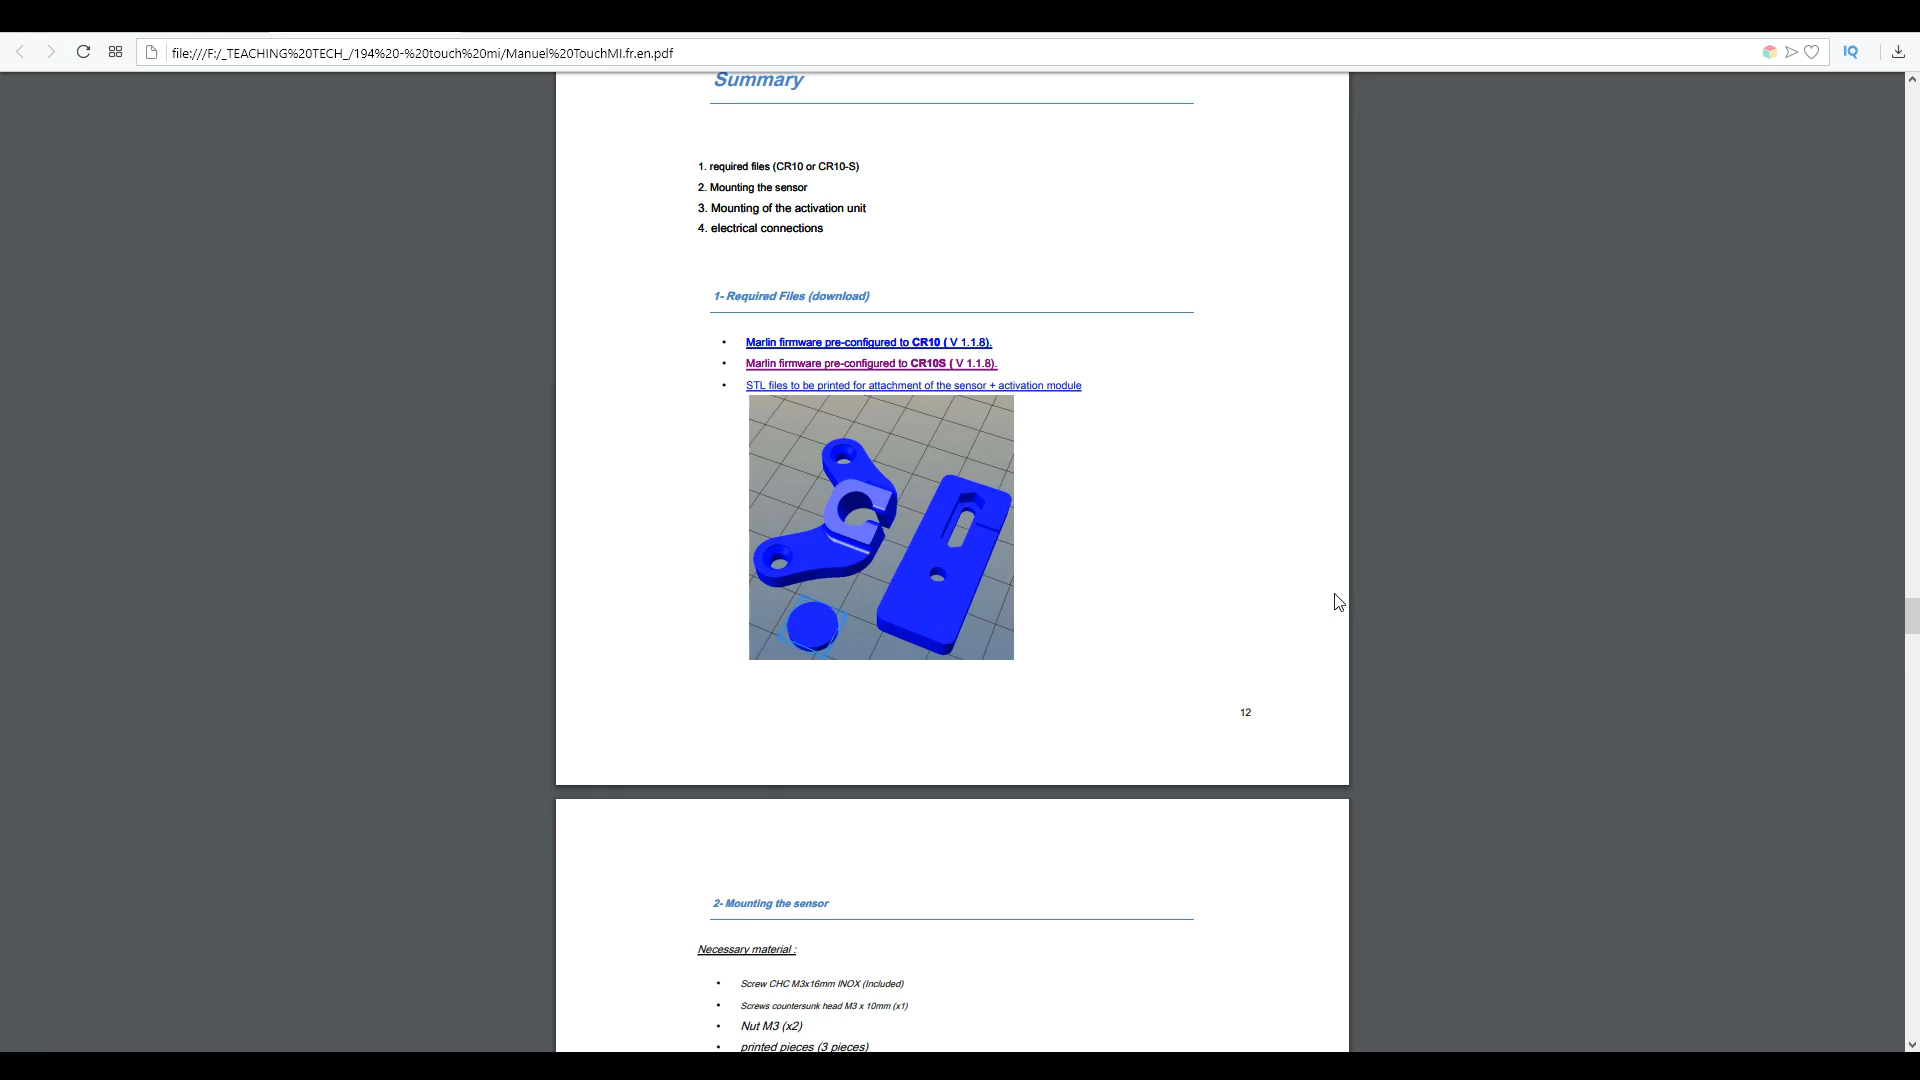 file:///F:/_TEACHING%20TECH_/194%20-%20touch%20mi/Manuel%20TouchMI.fr.en.pdf
IQ
Summary
1. required files (CR10 or CR10-S)
2. Mounting the sensor
3. Mounting of the activation unit
4. electrical connections
1- Required Files (download)
• Marlin firmware pre-configured to CR10 ( V 1.1.8).
• Marlin firmware pre-configured to CR10S ( V 1.1.8).
• STL files to be printed for attachment of the sensor + activation module
12
2- Mounting the sensor
Necessary material :
• Screw CHC M3x16mm INOX (Included)
• Screws countersunk head M3 x 10mm (x1)
• Nut M3 (x2)
• printed pieces (3 pieces)